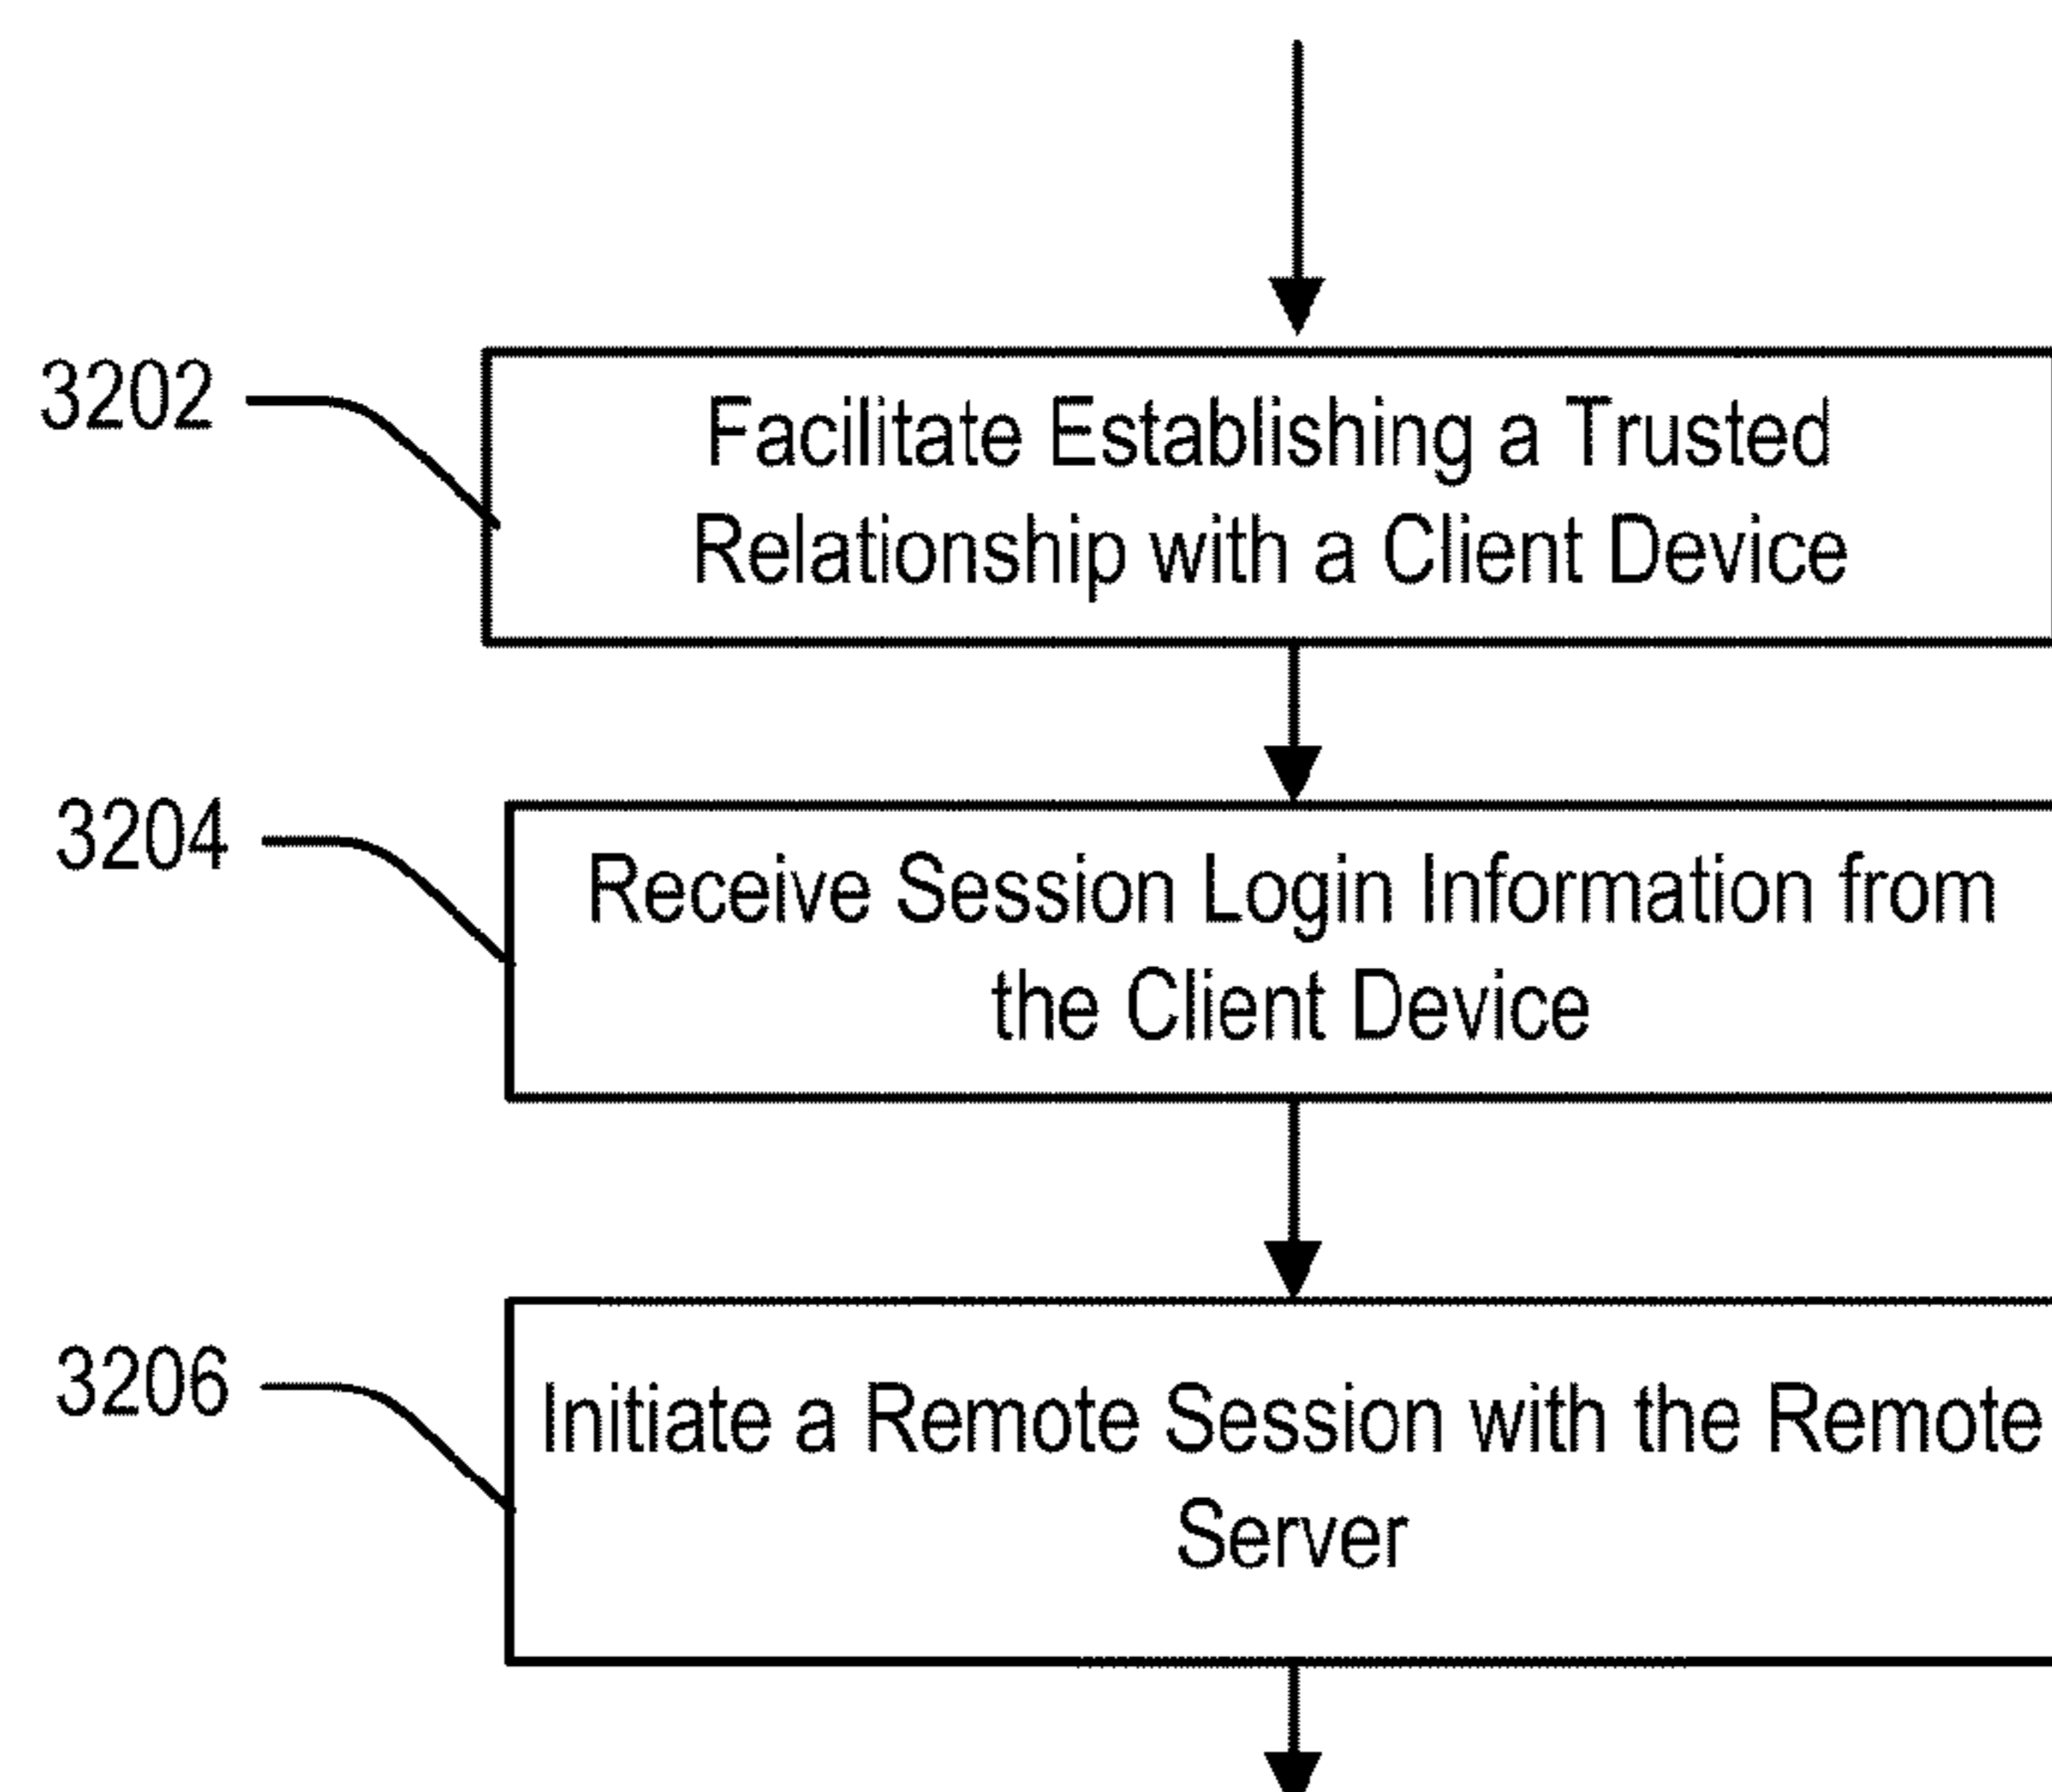 3202
Facilitate Establishing a Trusted
Relationship with a Client Device
3204
Receive Session Login Information from
the Client Device
3206
Initiate a Remote Session with the Remote
Server